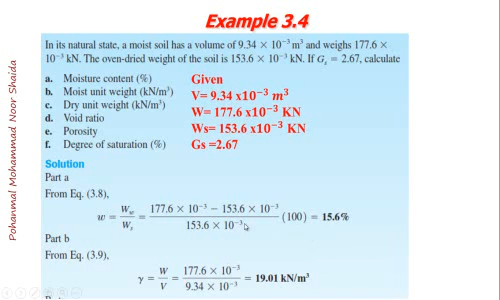 Example 3.4
In its natural state, a moist soil has a volume of 9.34 × 10⁻³ m³ and weighs 177.6 ×
10⁻³ kN. The oven-dried weight of the soil is 153.6 × 10⁻³ kN. If Gₛ = 2.67, calculate
a. Moisture content (%)
b. Moist unit weight (kN/m³)
c. Dry unit weight (kN/m³)
d. Void ratio
e. Porosity
f. Degree of saturation (%)
Given
V= 9.34 x10⁻³ m³
W= 177.6 x10⁻³ KN
Ws= 153.6 x10⁻³ KN
Gs =2.67
Solution
Part a
From Eq. (3.8),
w = W_w / W_s = (177.6 × 10⁻³ − 153.6 × 10⁻³) / (153.6 × 10⁻³) (100) = 15.6%
Part b
From Eq. (3.9),
γ = W / V = (177.6 × 10⁻³) / (9.34 × 10⁻³) = 19.01 kN/m³
Pohanmal Mohammad Noor Shaida